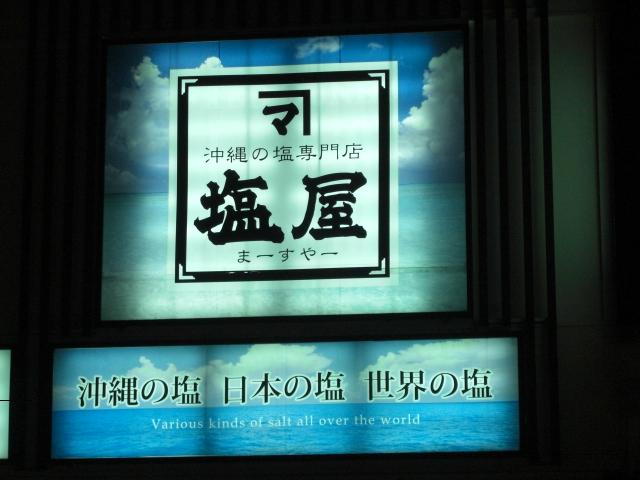 マ
沖縄の塩専門店
塩屋
まーすやー
沖縄の塩 日本の塩 世界の塩
Various kinds of salt all over the world